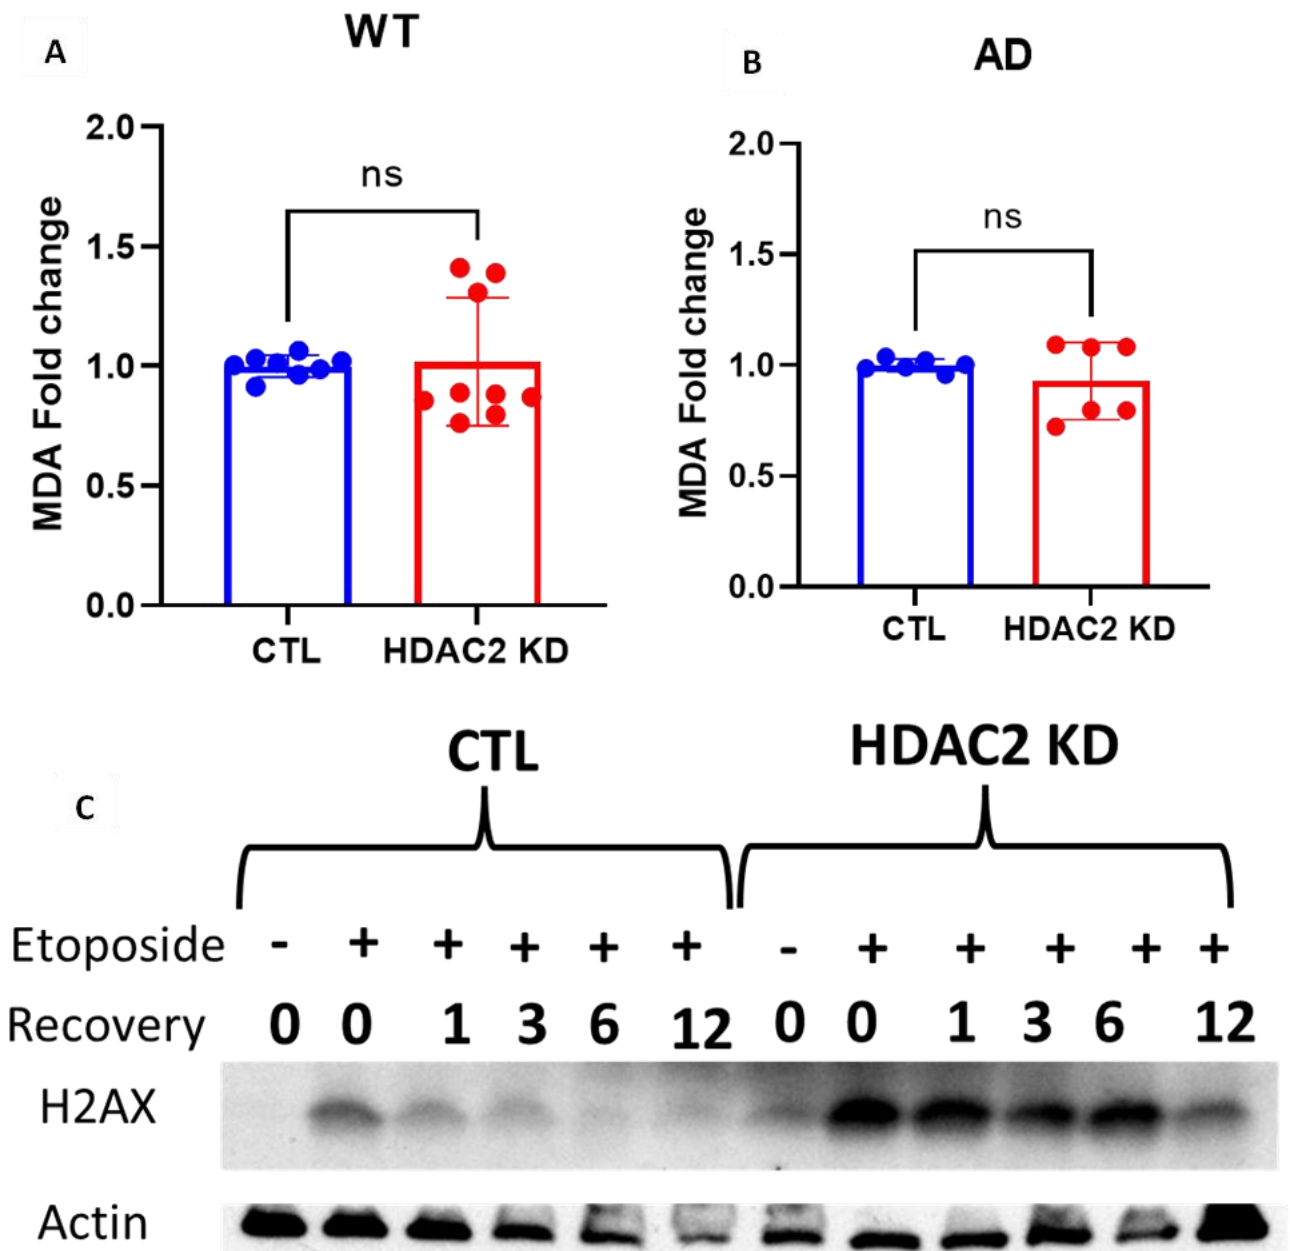 A
WT
MDA Fold change
2.0
1.5
1.0
0.5
0.0
ns
CTL HDAC2 KD
B
AD
MDA Fold change
2.0
1.5
1.0
0.5
0.0
ns
CTL HDAC2 KD
C
CTL HDAC2 KD
Etoposide - + + + + + - + + + + +
Recovery 0 0 1 3 6 12 0 0 1 3 6 12
H2AX
Actin